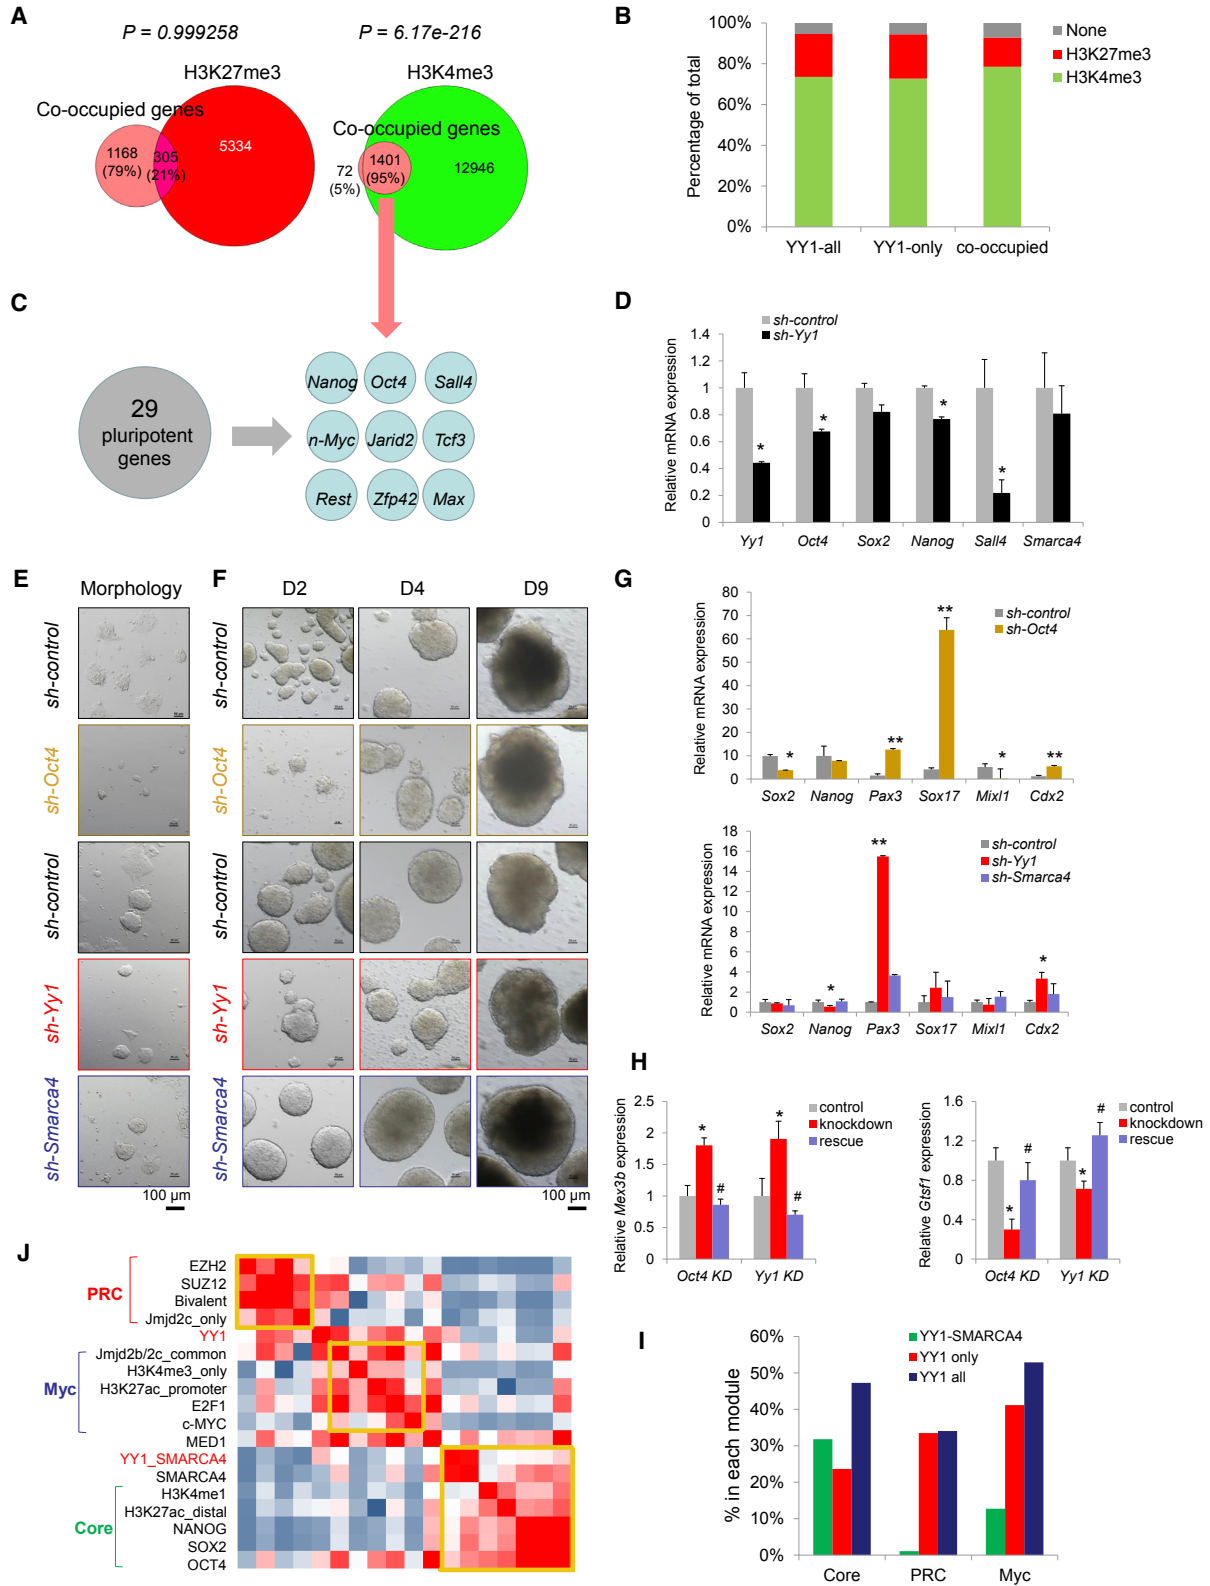 A
P = 0.999258
P = 6.17e-216
H3K27me3
H3K4me3
Co-occupied genes
Co-occupied genes
1168
(79%)
305
(21%)
5334
72
(5%)
1401
(95%)
12946
B
100%
80%
60%
40%
20%
0%
Percentage of total
YY1-all
YY1-only
co-occupied
None
H3K27me3
H3K4me3
C
29
pluripotent
genes
Nanog
Oct4
Sall4
n-Myc
Jarid2
Tcf3
Rest
Zfp42
Max
D
sh-control
sh-Yy1
Relative mRNA expression
1.4
1.2
1
0.8
0.6
0.4
0.2
0
*
*
*
*
Yy1
Oct4
Sox2
Nanog
Sall4
Smarca4
E
Morphology
F
D2
D4
D9
sh-control
sh-Oct4
sh-control
sh-Yy1
sh-Smarca4
sh-control
sh-Oct4
sh-control
sh-Yy1
sh-Smarca4
100 µm
100 µm
G
Relative mRNA expression
80
70
60
50
40
30
20
10
0
sh-control
sh-Oct4
*
**
**
*
**
Sox2
Nanog
Pax3
Sox17
Mixl1
Cdx2
Relative mRNA expression
18
16
14
12
10
8
6
4
2
0
sh-control
sh-Yy1
sh-Smarca4
*
**
*
Sox2
Nanog
Pax3
Sox17
Mixl1
Cdx2
H
Relative Mex3b expression
2.5
2
1.5
1
0.5
0
control
knockdown
rescue
*
#
*
#
Oct4 KD
Yy1 KD
Relative Gtsf1 expression
1.6
1.2
0.8
0.4
0
control
knockdown
rescue
*
#
*
#
Oct4 KD
Yy1 KD
J
PRC
Myc
Core
EZH2
SUZ12
Bivalent
Jmjd2c_only
YY1
Jmjd2b/2c_common
H3K4me3_only
H3K27ac_promoter
E2F1
c-MYC
MED1
YY1_SMARCA4
SMARCA4
H3K4me1
H3K27ac_distal
NANOG
SOX2
OCT4
I
% in each module
60%
50%
40%
30%
20%
10%
0%
YY1-SMARCA4
YY1 only
YY1 all
Core
PRC
Myc